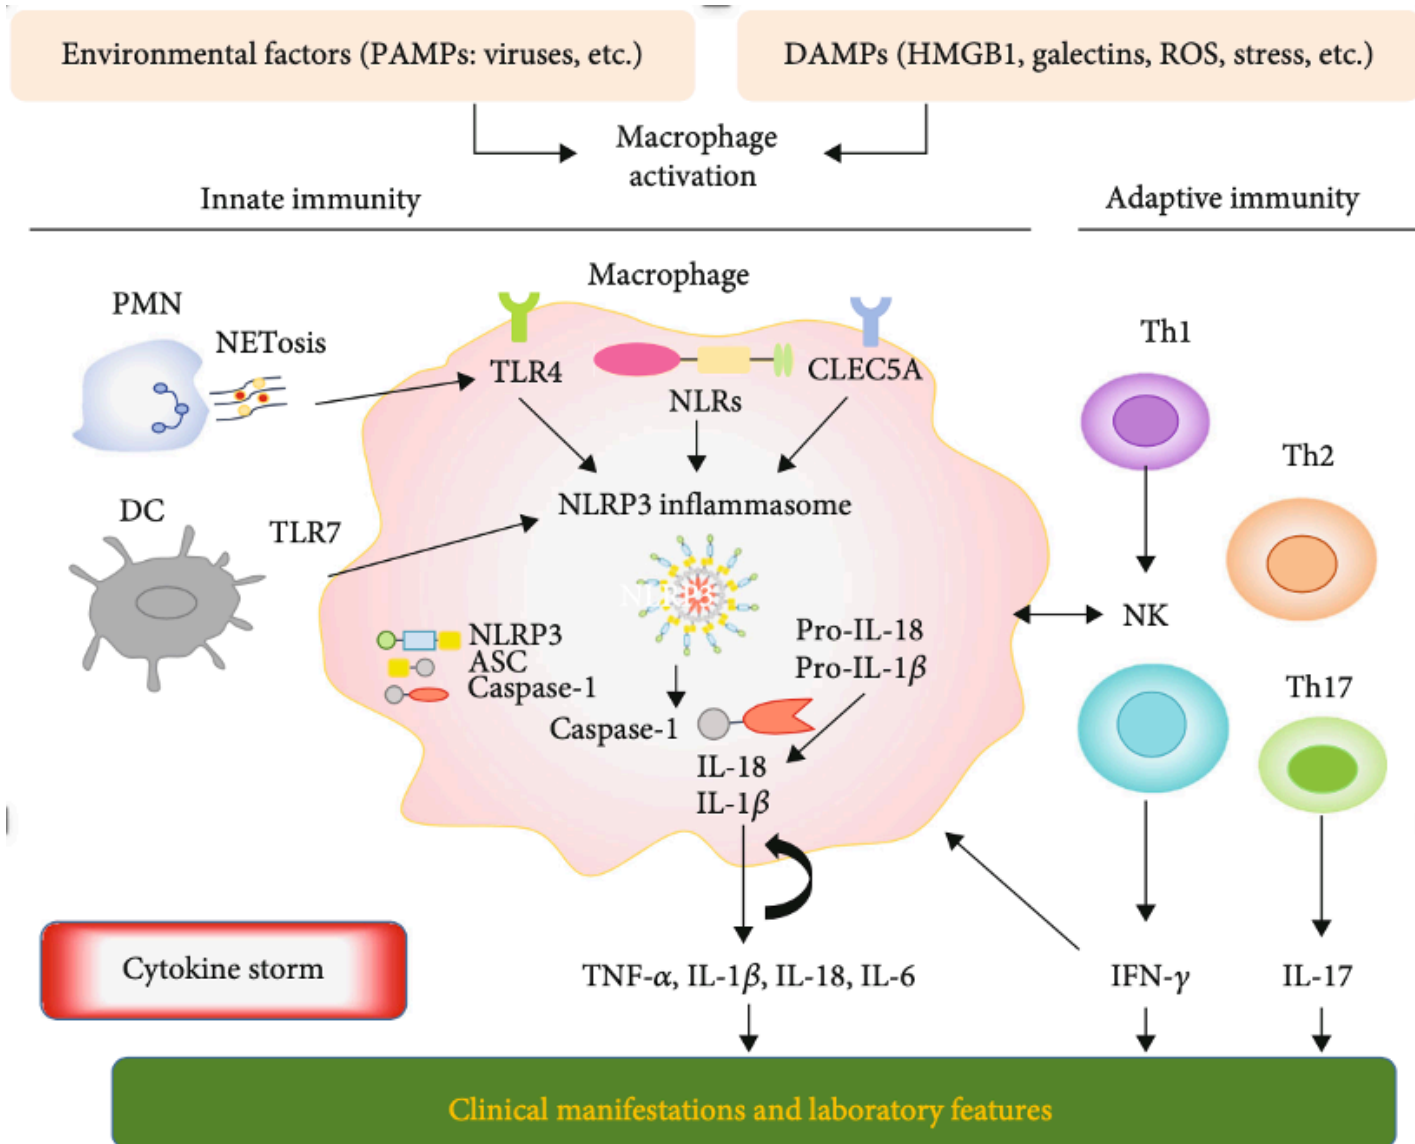 Environmental factors (PAMPs: viruses, etc.)
DAMPs (HMGB1, galectins, ROS, stress, etc.)
Macrophage
activation
Innate immunity
Adaptive immunity
Macrophage
PMN
NETosis
TLR4
NLRs
CLEC5A
Th1
Th2
DC
TLR7
NLRP3 inflammasome
NLRP3
NLRP3
ASC
Caspase-1
Pro-IL-18
Pro-IL-1β
NK
Th17
Caspase-1
IL-18
IL-1β
Cytokine storm
TNF-α, IL-1β, IL-18, IL-6
IFN-γ
IL-17
Clinical manifestations and laboratory features